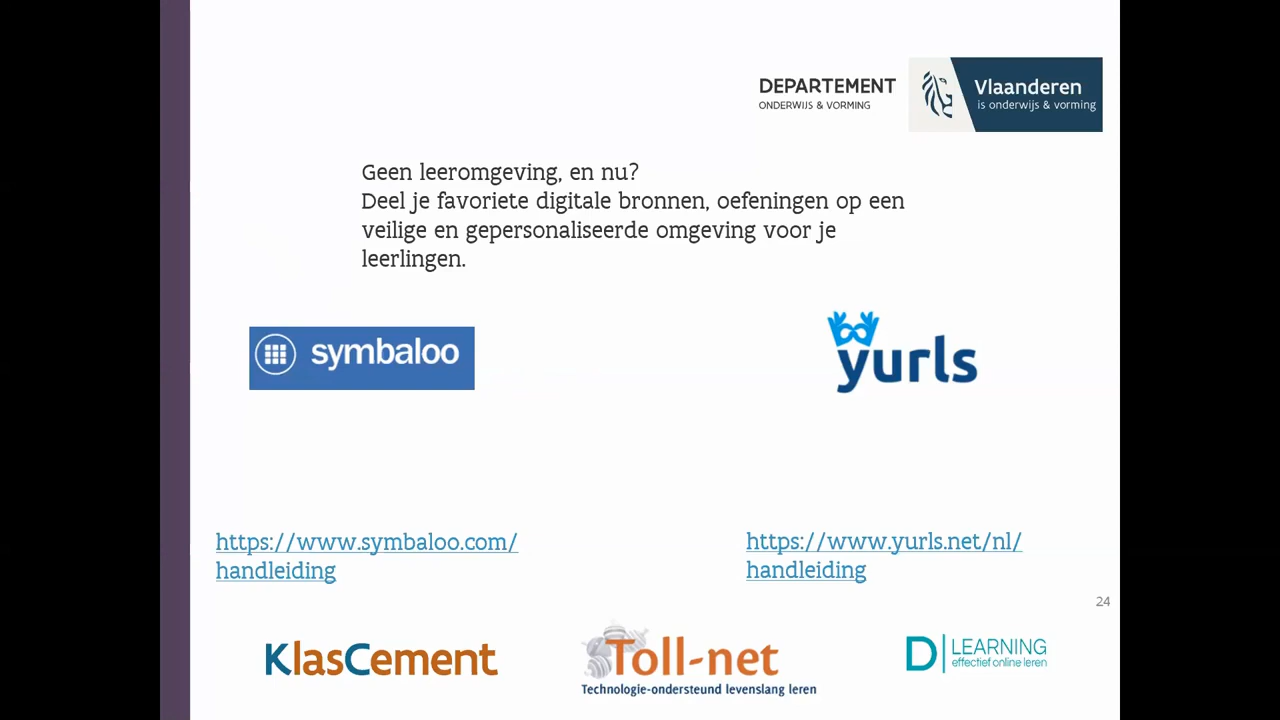 DEPARTEMENT
ONDERWIJS & VORMING
Vlaanderen
is onderwijs & vorming
Geen leeromgeving, en nu?
Deel je favoriete digitale bronnen, oefeningen op een
veilige en gepersonaliseerde omgeving voor je
leerlingen.
symbaloo
yurls
https://www.symbaloo.com/
handleiding
https://www.yurls.net/nl/
handleiding
24
KlasCement
Toll-net
Technologie-ondersteund levenslang leren
D LEARNING
effectief online leren